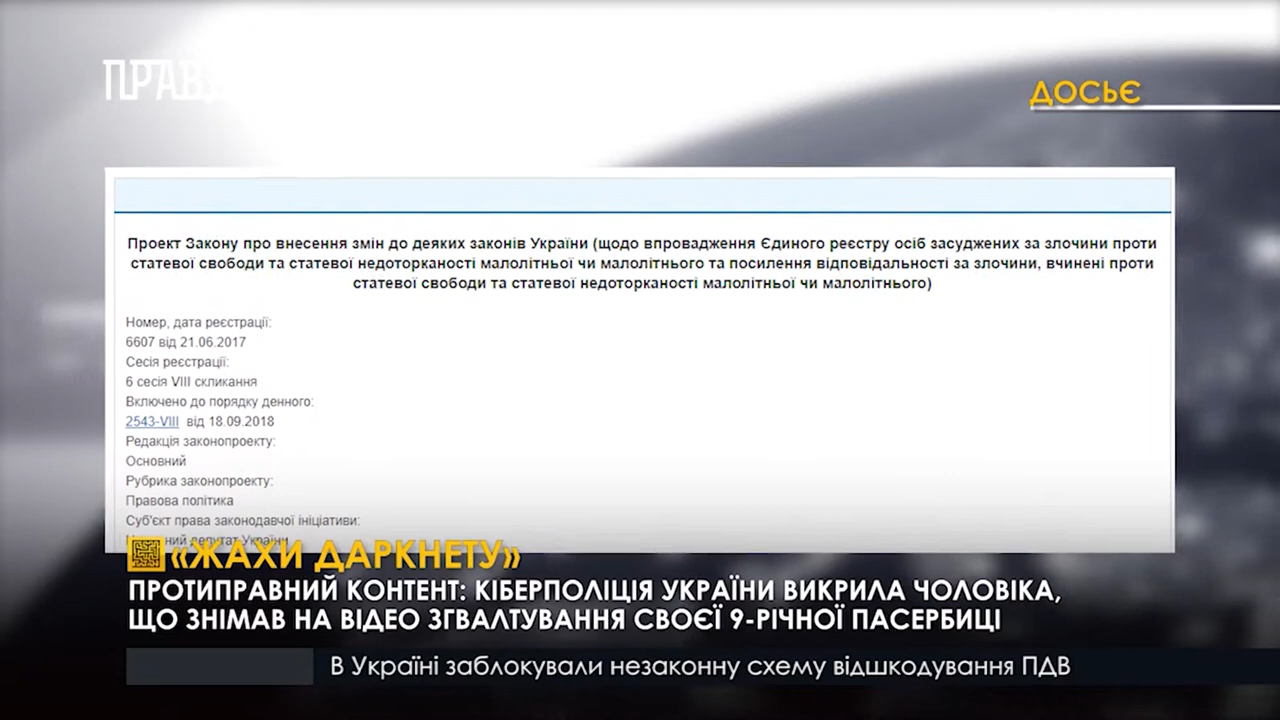 ДОСЬЄ
Проект Закону про внесення змін до деяких законів України (щодо впровадження Єдиного реєстру осіб засуджених за злочини проти
статевої свободи та статевої недоторканості малолітньої чи малолітнього та посилення відповідальності за злочини, вчинені проти
статевої свободи та статевої недоторканості малолітньої чи малолітнього)
Номер, дата реєстрації:
6607 від 21.06.2017
Сесія реєстрації:
6 сесія VIII скликання
Включено до порядку денного:
2543-VIII від 18.09.2018
Редакція законопроекту:
Основний
Рубрика законопроекту:
Правова політика
Суб'єкт права законодавчої ініціативи:
депутат України
«ЖАХИ ДАРКНЕТУ»
ПРОТИПРАВНИЙ КОНТЕНТ: КІБЕРПОЛІЦІЯ УКРАЇНИ ВИКРИЛА ЧОЛОВІКА,
ЩО ЗНІМАВ НА ВІДЕО ЗГВАЛТУВАННЯ СВОЄЇ 9-РІЧНОЇ ПАСЕРБИЦІ
В Україні заблокували незаконну схему відшкодування ПДВ